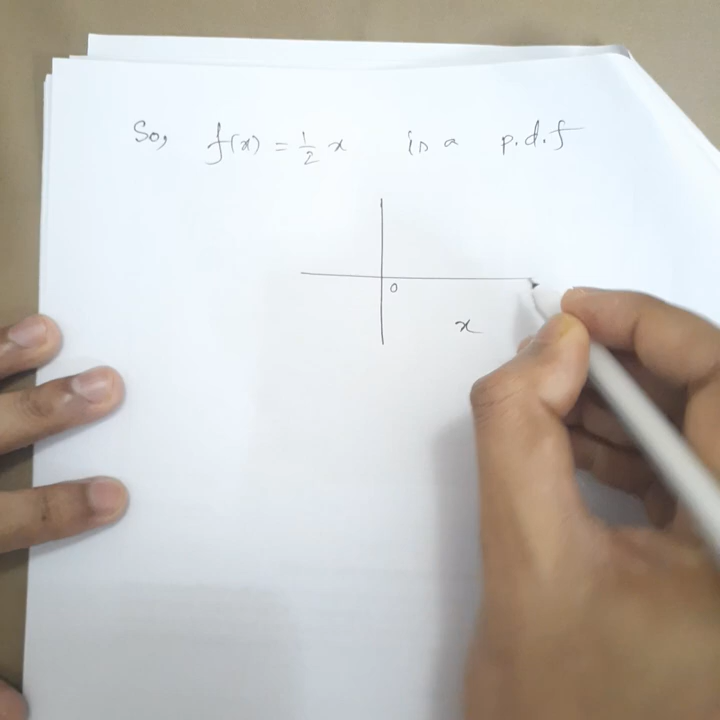 So, f(x) = 1/2 x is a p.d.f
0
x